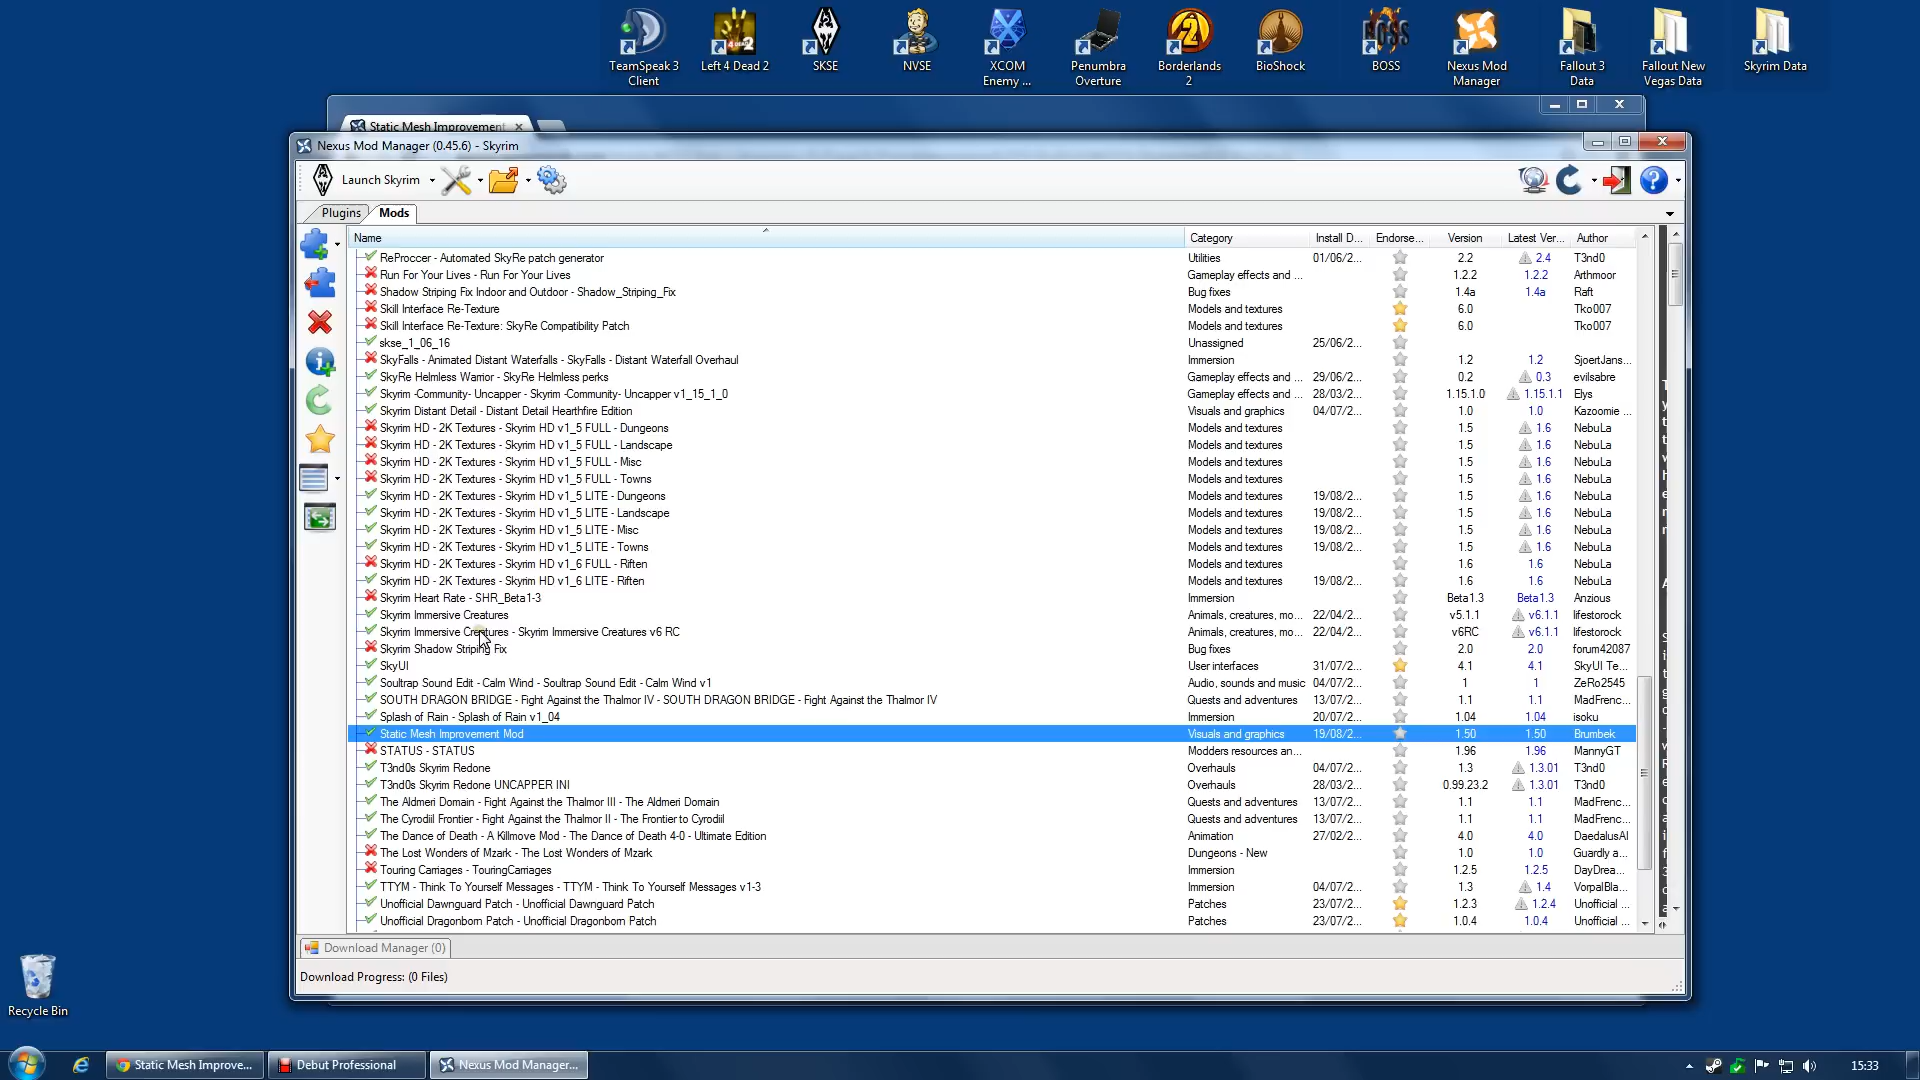 TeamSpeak 3 Client
Left 4 Dead 2
SKSE
NVSE
XCOM Enemy ...
Penumbra Overture
Borderlands 2
BioShock
BOSS
Nexus Mod Manager
Fallout 3 Data
Fallout New Vegas Data
Skyrim Data
Static Mesh Improvement
Nexus Mod Manager (0.45.6) - Skyrim
Launch Skyrim
Plugins Mods
Name Category Install D... Endorse... Version Latest Ver... Author
ReProccer - Automated SkyRe patch generator Utilities 01/06/2... 2.2 2.4 T3nd0
Run For Your Lives - Run For Your Lives Gameplay effects and ... 1.2.2 1.2.2 Arthmoor
Shadow Striping Fix Indoor and Outdoor - Shadow_Striping_Fix Bug fixes 1.4a 1.4a Raft
Skill Interface Re-Texture Models and textures 6.0 Tko007
Skill Interface Re-Texture: SkyRe Compatibility Patch Models and textures 6.0 Tko007
skse_1_06_16 Unassigned 25/06/2...
SkyFalls - Animated Distant Waterfalls - SkyFalls - Distant Waterfall Overhaul Immersion 1.2 1.2 SjoertJans...
SkyRe Helmless Warrior - SkyRe Helmless perks Gameplay effects and ... 29/06/2... 0.2 0.3 evilsabre
Skyrim -Community- Uncapper - Skyrim -Community- Uncapper v1_15_1_0 Gameplay effects and ... 28/03/2... 1.15.1.0 1.15.1.1 Elys
Skyrim Distant Detail - Distant Detail Hearthfire Edition Visuals and graphics 04/07/2... 1.0 1.0 Kazoomie ...
Skyrim HD - 2K Textures - Skyrim HD v1_5 FULL - Dungeons Models and textures 1.5 1.6 NebuLa
Skyrim HD - 2K Textures - Skyrim HD v1_5 FULL - Landscape Models and textures 1.5 1.6 NebuLa
Skyrim HD - 2K Textures - Skyrim HD v1_5 FULL - Misc Models and textures 1.5 1.6 NebuLa
Skyrim HD - 2K Textures - Skyrim HD v1_5 FULL - Towns Models and textures 1.5 1.6 NebuLa
Skyrim HD - 2K Textures - Skyrim HD v1_5 LITE - Dungeons Models and textures 19/08/2... 1.5 1.6 NebuLa
Skyrim HD - 2K Textures - Skyrim HD v1_5 LITE - Landscape Models and textures 19/08/2... 1.5 1.6 NebuLa
Skyrim HD - 2K Textures - Skyrim HD v1_5 LITE - Misc Models and textures 19/08/2... 1.5 1.6 NebuLa
Skyrim HD - 2K Textures - Skyrim HD v1_5 LITE - Towns Models and textures 19/08/2... 1.5 1.6 NebuLa
Skyrim HD - 2K Textures - Skyrim HD v1_6 FULL - Riften Models and textures 1.6 1.6 NebuLa
Skyrim HD - 2K Textures - Skyrim HD v1_6 LITE - Riften Models and textures 19/08/2... 1.6 1.6 NebuLa
Skyrim Heart Rate - SHR_Beta1-3 Immersion Beta1.3 Beta1.3 Anzious
Skyrim Immersive Creatures Animals, creatures, mo... 22/04/2... v5.1.1 v6.1.1 lifestorock
Skyrim Immersive Creatures - Skyrim Immersive Creatures v6 RC Animals, creatures, mo... 22/04/2... v6RC v6.1.1 lifestorock
Skyrim Shadow Striping Fix Bug fixes 2.0 2.0 forum42087
SkyUI User interfaces 31/07/2... 4.1 4.1 SkyUI Te...
Soultrap Sound Edit - Calm Wind - Soultrap Sound Edit - Calm Wind v1 Audio, sounds and music 04/07/2... 1 1 ZeRo2545
SOUTH DRAGON BRIDGE - Fight Against the Thalmor IV - SOUTH DRAGON BRIDGE - Fight Against the Thalmor IV Quests and adventures 13/07/2... 1.1 1.1 MadFrenc...
Splash of Rain - Splash of Rain v1_04 Immersion 20/07/2... 1.04 1.04 isoku
Static Mesh Improvement Mod Visuals and graphics 19/08/2... 1.50 1.50 Brumbek
STATUS - STATUS Modders resources an... 1.96 1.96 MannyGT
T3nd0s Skyrim Redone Overhauls 04/07/2... 1.3 1.3.01 T3nd0
T3nd0s Skyrim Redone UNCAPPER INI Overhauls 28/03/2... 0.99.23.2 1.3.01 T3nd0
The Aldmeri Domain - Fight Against the Thalmor III - The Aldmeri Domain Quests and adventures 13/07/2... 1.1 1.1 MadFrenc...
The Cyrodiil Frontier - Fight Against the Thalmor II - The Frontier to Cyrodiil Quests and adventures 13/07/2... 1.1 1.1 MadFrenc...
The Dance of Death - A Killmove Mod - The Dance of Death 4-0 - Ultimate Edition Animation 27/02/2... 4.0 4.0 DaedalusAI
The Lost Wonders of Mzark - The Lost Wonders of Mzark Dungeons - New 1.0 1.0 Guardly a...
Touring Carriages - TouringCarriages Immersion 1.2.5 1.2.5 DayDrea...
TTYM - Think To Yourself Messages - TTYM - Think To Yourself Messages v1-3 Immersion 04/07/2... 1.3 1.4 VorpalBla...
Unofficial Dawnguard Patch - Unofficial Dawnguard Patch Patches 23/07/2... 1.2.3 1.2.4 Unofficial ...
Unofficial Dragonborn Patch - Unofficial Dragonborn Patch Patches 23/07/2... 1.0.4 1.0.4 Unofficial ...
Download Manager (0)
Download Progress: (0 Files)
Recycle Bin
Static Mesh Improve...
Debut Professional
Nexus Mod Manager...
15:33